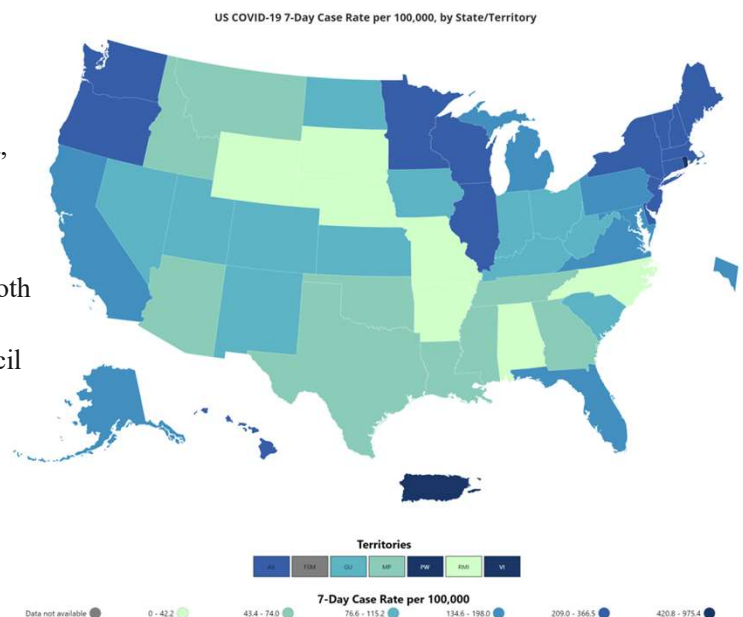 US COVID-19 7-Day Case Rate per 100,000, by State/Territory
,
oth
cil
Territories
AS FSM GU MP PW RMI VI
7-Day Case Rate per 100,000
Data not available 0 - 42.2 43.4 - 74.0 76.6 - 115.2 134.6 - 198.0 209.0 - 366.5 420.8 - 975.4